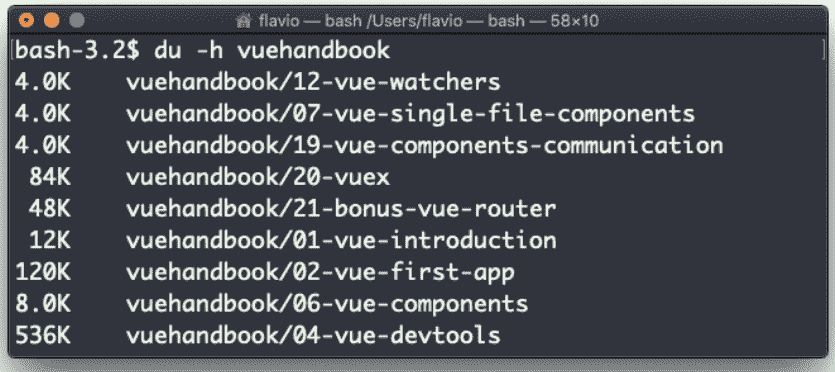 flavio — bash /Users/flavio — bash — 58×10
bash-3.2$ du -h vuehandbook
4.0K    vuehandbook/12-vue-watchers
4.0K    vuehandbook/07-vue-single-file-components
4.0K    vuehandbook/19-vue-components-communication
 84K    vuehandbook/20-vuex
 48K    vuehandbook/21-bonus-vue-router
 12K    vuehandbook/01-vue-introduction
120K    vuehandbook/02-vue-first-app
8.0K    vuehandbook/06-vue-components
536K    vuehandbook/04-vue-devtools